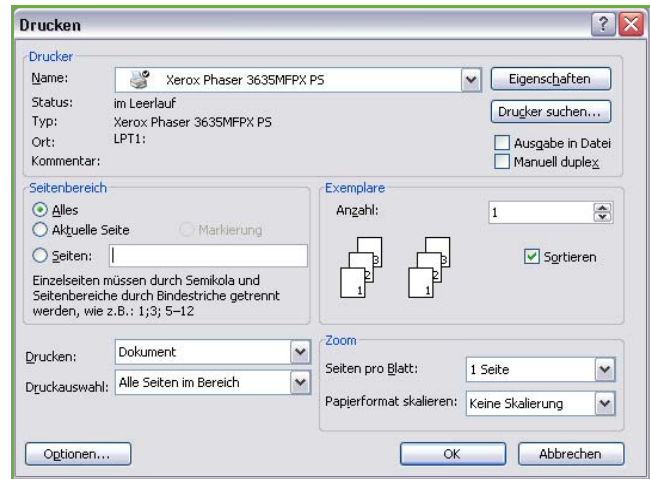 Drucken
Drucker
Name: Xerox Phaser 3635MFPX PS Eigenschaften
Status: im Leerlauf
Typ: Xerox Phaser 3635MFPX PS Drucker suchen...
Ort: LPT1:
Kommentar:
Ausgabe in Datei
Manuell duplex
Seitenbereich
Alles
Aktuelle Seite Markierung
Seiten:
Einzelseiten müssen durch Semikola und
Seitenbereiche durch Bindestriche getrennt
werden, wie z.B.: 1;3; 5–12
Exemplare
Anzahl: 1
3 3
2 2
1 1
Sortieren
Drucken: Dokument
Druckauswahl: Alle Seiten im Bereich
Zoom
Seiten pro Blatt: 1 Seite
Papierformat skalieren: Keine Skalierung
Optionen... OK Abbrechen